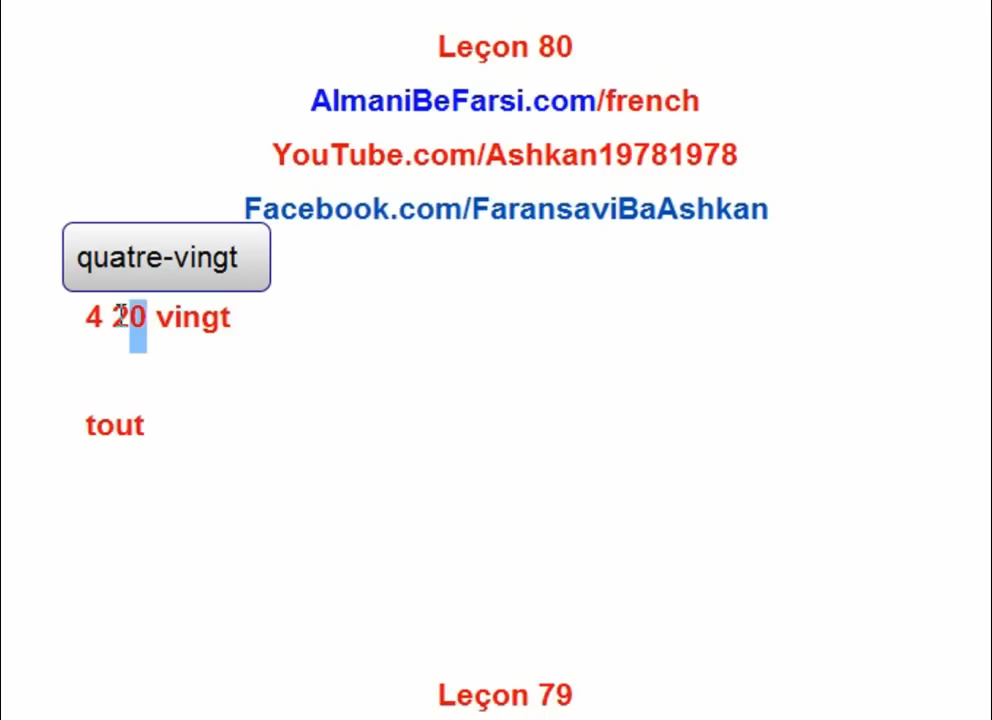 Leçon 80
AlmaniBeFarsi.com/french
YouTube.com/Ashkan19781978
Facebook.com/FaransaviBaAshkan
quatre-vingt
4 20 vingt
tout
Leçon 79